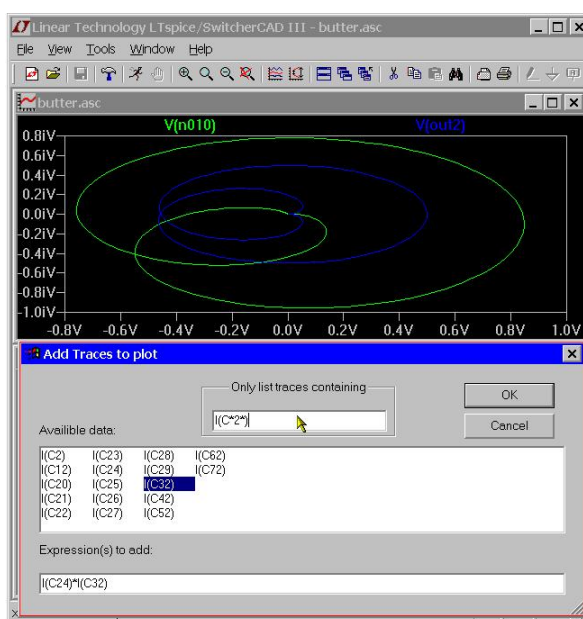 Linear Technology LTspice/SwitcherCAD III - butter.asc
File View Tools Window Help
butter.asc
V(n010) V(out2)
0.8iV
0.6iV
0.4iV
0.2iV
0.0iV
-0.2iV
-0.4iV
-0.6iV
-0.8iV
-1.0iV
-0.8V -0.6V -0.4V -0.2V 0.0V 0.2V 0.4V 0.6V 0.8V 1.0V
Add Traces to plot
Only list traces containing
OK
I(C*2*)
Cancel
Availible data:
I(C2) I(C23) I(C28) I(C62)
I(C12) I(C24) I(C29) I(C72)
I(C20) I(C25) I(C32)
I(C21) I(C26) I(C42)
I(C22) I(C27) I(C52)
Expression(s) to add:
I(C24)*I(C32)